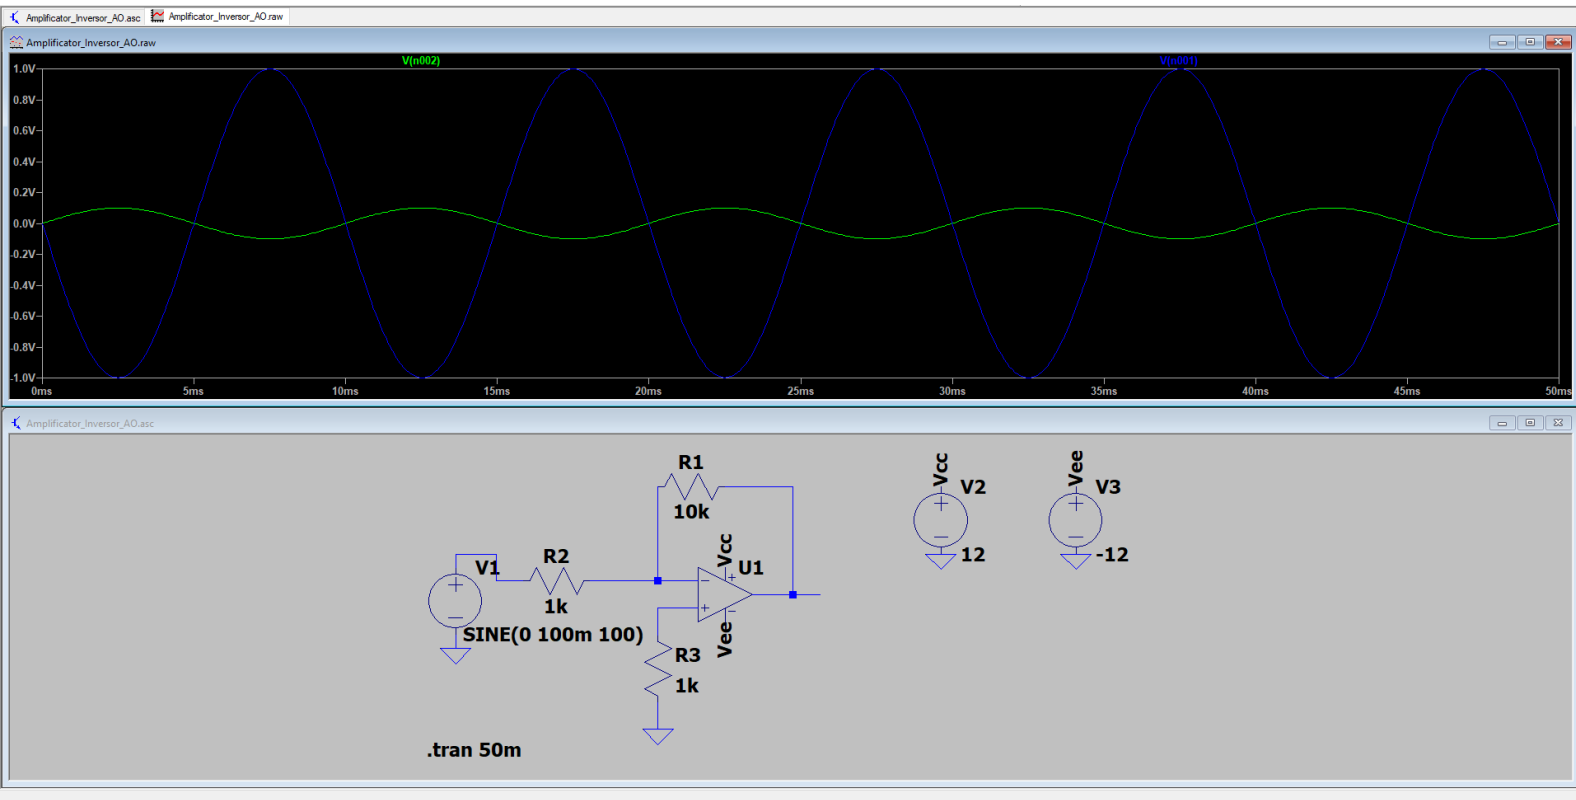 Amplificator_Inversor_AO.asc Amplificator_Inversor_AO.raw
Amplificator_Inversor_AO.raw
V(n002) V(n001)
1.0V
0.8V
0.6V
0.4V
0.2V
0.0V
-0.2V
-0.4V
-0.6V
-0.8V
-1.0V
0ms 5ms 10ms 15ms 20ms 25ms 30ms 35ms 40ms 45ms 50ms
Amplificator_Inversor_AO.asc
R1
10k
Vcc V2
12
Vee V3
-12
V1
SINE(0 100m 100)
R2
1k
Vcc
U1
Vee
R3
1k
.tran 50m